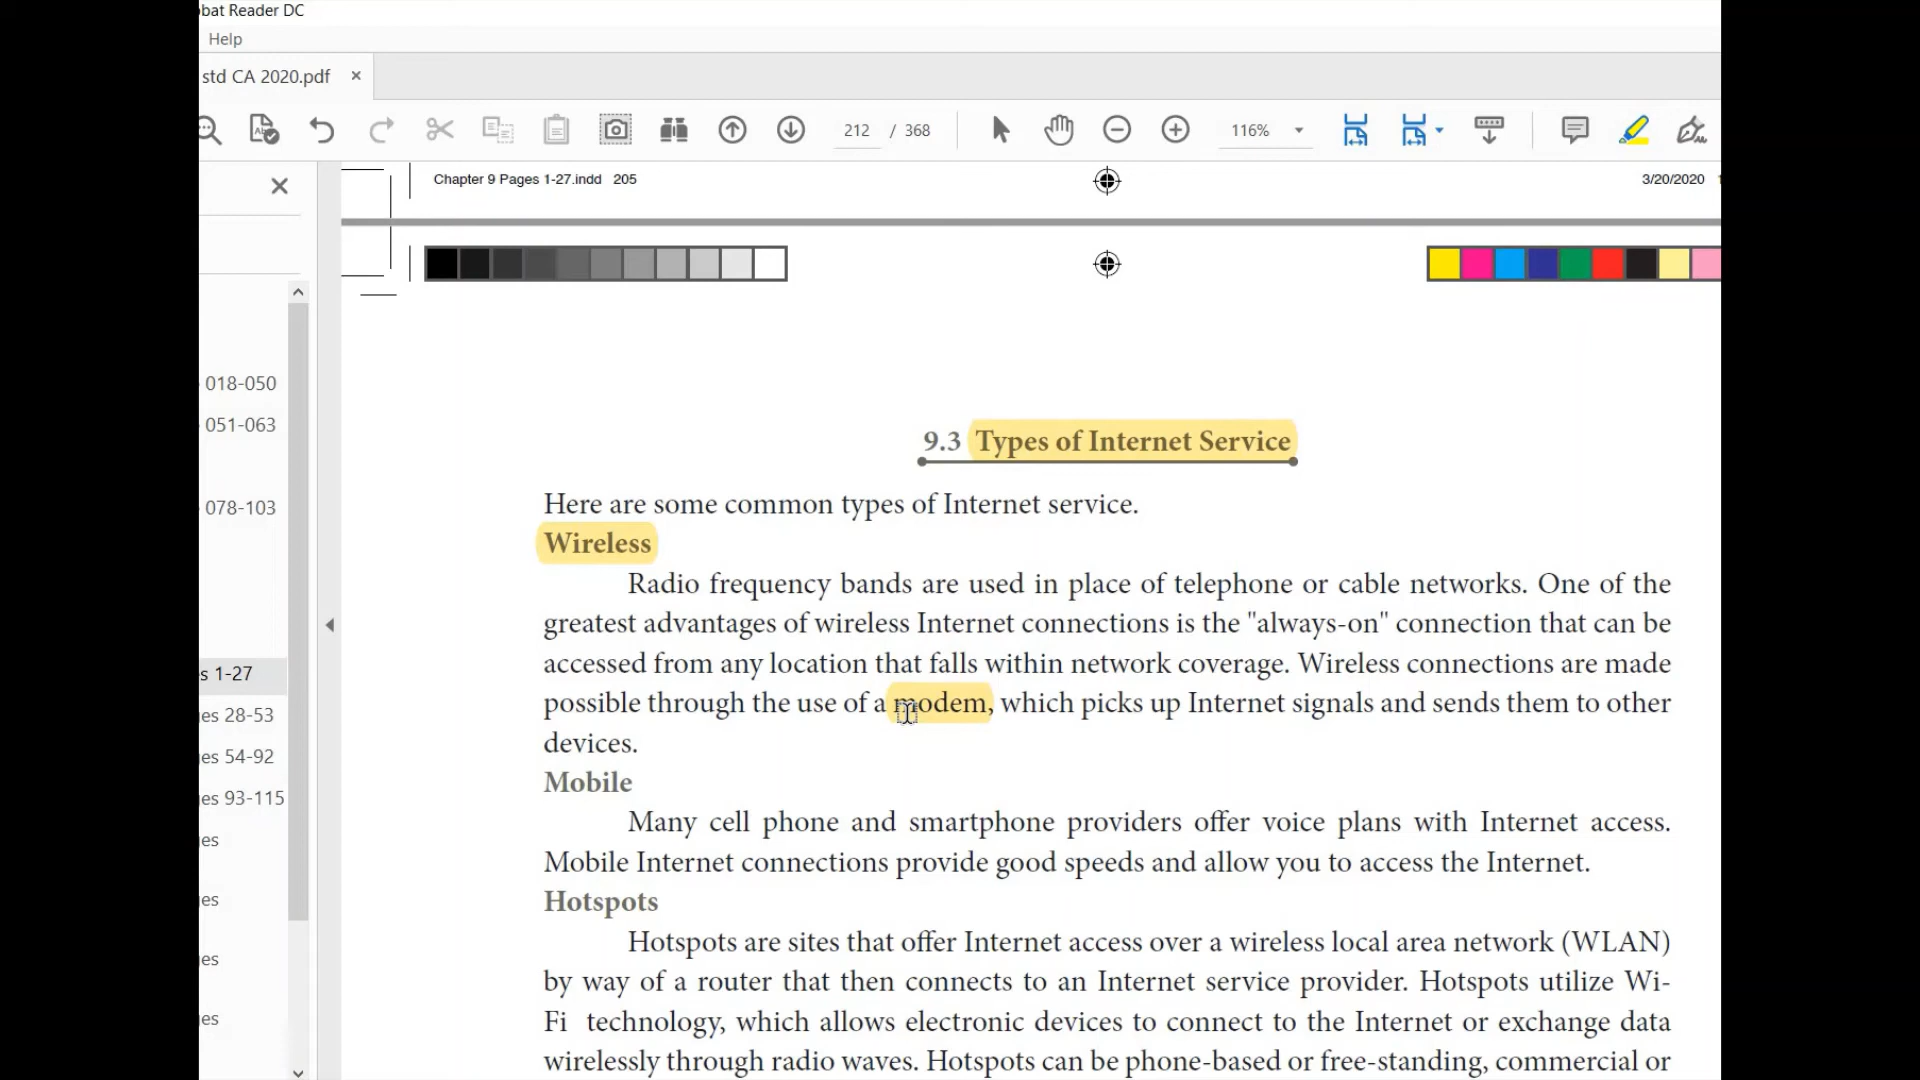 bat Reader DC
Help
std CA 2020.pdf
212 / 368
116%
Chapter 9 Pages 1-27.indd 205
3/20/2020
018-050
051-063
078-103
s 1-27
es 28-53
es 54-92
es 93-115
es
es
es
es
9.3 Types of Internet Service
Here are some common types of Internet service.
Wireless
Radio frequency bands are used in place of telephone or cable networks. One of the
greatest advantages of wireless Internet connections is the "always-on" connection that can be
accessed from any location that falls within network coverage. Wireless connections are made
possible through the use of a modem, which picks up Internet signals and sends them to other
devices.
Mobile
Many cell phone and smartphone providers offer voice plans with Internet access.
Mobile Internet connections provide good speeds and allow you to access the Internet.
Hotspots
Hotspots are sites that offer Internet access over a wireless local area network (WLAN)
by way of a router that then connects to an Internet service provider. Hotspots utilize Wi-
Fi technology, which allows electronic devices to connect to the Internet or exchange data
wirelessly through radio waves. Hotspots can be phone-based or free-standing, commercial or